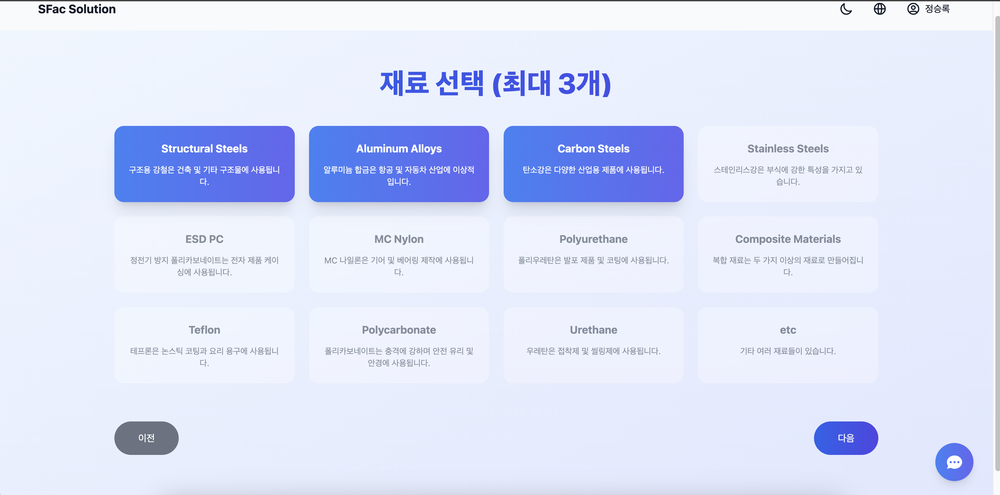 SFac Solution
정승록
재료 선택 (최대 3개)
Structural Steels
구조용 강철은 건축 및 기타 구조물에 사용됩니
다.
Aluminum Alloys
알루미늄 합금은 항공 및 자동차 산업에 이상적
입니다.
Carbon Steels
탄소강은 다양한 산업용 제품에 사용됩니다.
Stainless Steels
스테인리스강은 부식에 강한 특성을 가지고 있
습니다.
ESD PC
정전기 방지 폴리카보네이트는 전자 제품 케이
싱에 사용됩니다.
MC Nylon
MC 나일론은 기어 및 베어링 제작에 사용됩니
다.
Polyurethane
폴리우레탄은 발포 제품 및 코팅에 사용됩니다.
Composite Materials
복합 재료는 두 가지 이상의 재료로 만들어집니
다.
Teflon
테프론은 논스틱 코팅과 요리 용구에 사용됩니
다.
Polycarbonate
폴리카보네이트는 충격에 강하며 안전 유리 및
안경에 사용됩니다.
Urethane
우레탄은 접착제 및 씰링제에 사용됩니다.
etc
기타 여러 재료들이 있습니다.
이전
다음